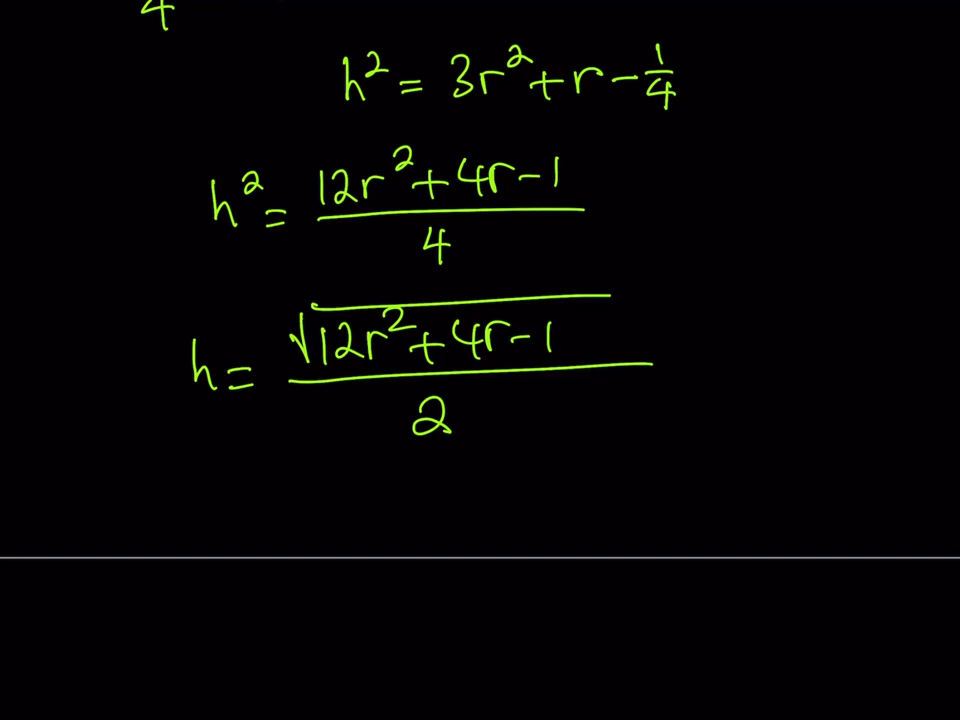 4
h² = 3r² + r - 1/4
h² = 12r² + 4r - 1 / 4
h = √12r² + 4r - 1 / 2